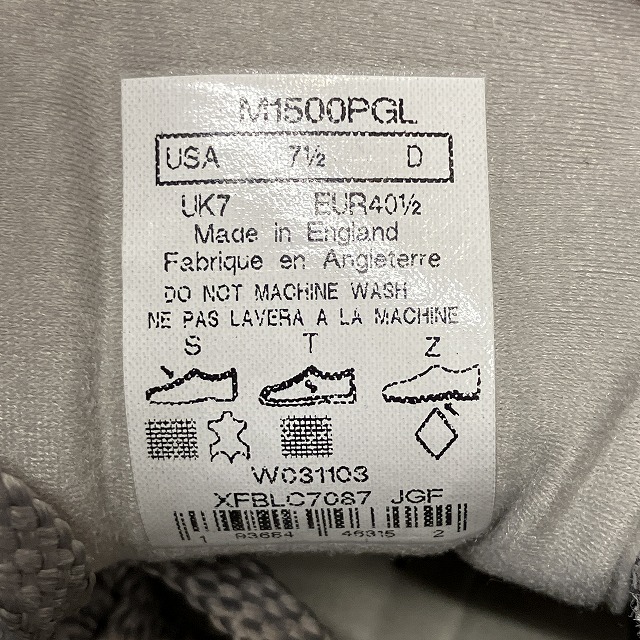 M1500PGL
USA 7½ D
UK7 EUR40½
Made in England
Fabrique en Angleterre
DO NOT MACHINE WASH
NE PAS LAVERA A LA MACHINE
S T Z
W031103
XFBLC7087 JGF
1 93684 46315 2